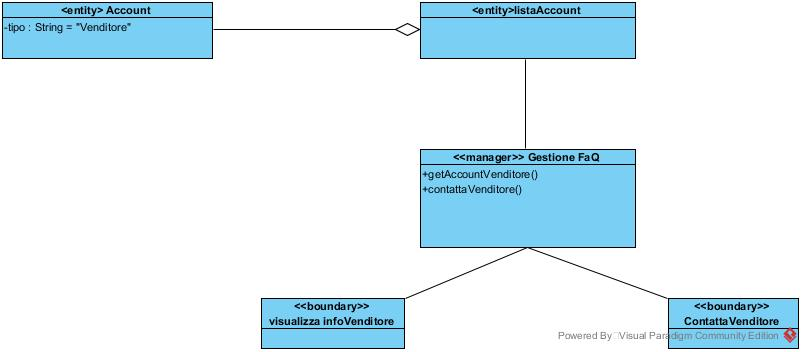 <entity> Account
-tipo : String = "Venditore"
<entity>listaAccount
<<manager>> Gestione FaQ
+getAccountVenditore()
+contattaVenditore()
<<boundary>>
visualizza infoVenditore
<<boundary>>
ContattaVenditore
Powered By Visual Paradigm Community Edition